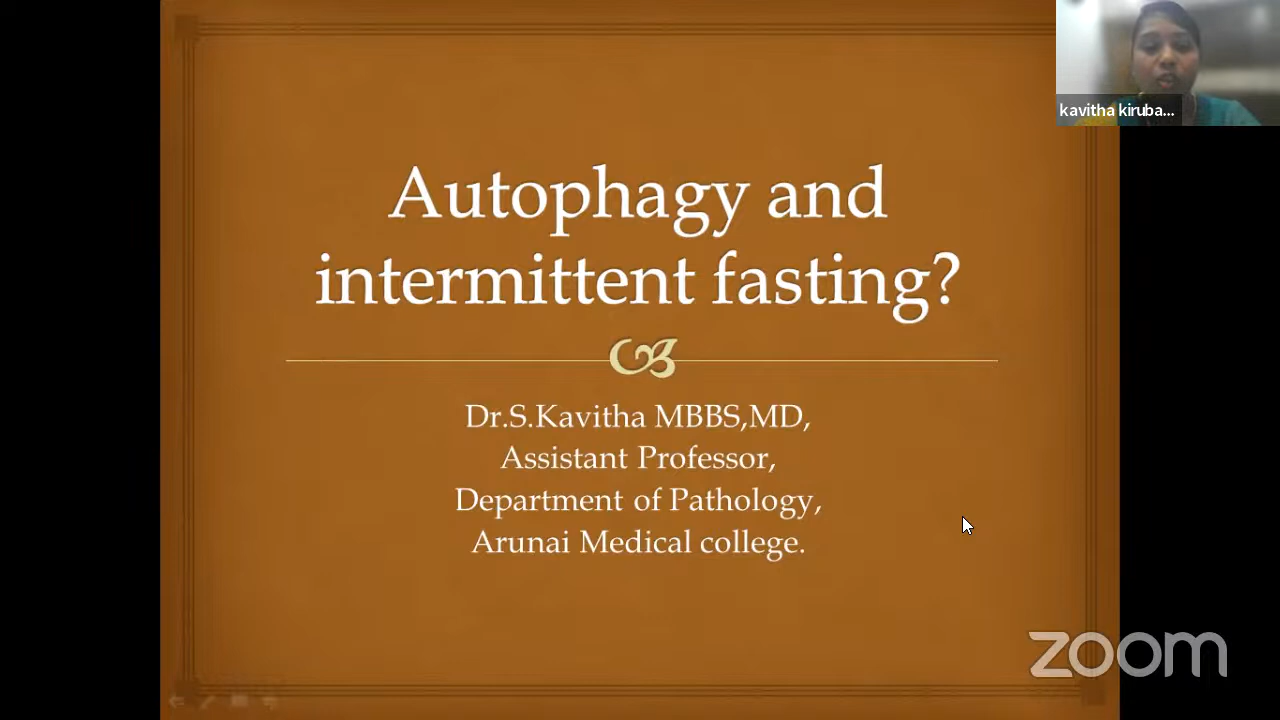 kavitha kiruba...
Autophagy and
intermittent fasting?
Dr.S.Kavitha MBBS,MD,
Assistant Professor,
Department of Pathology,
Arunai Medical college.
zoom